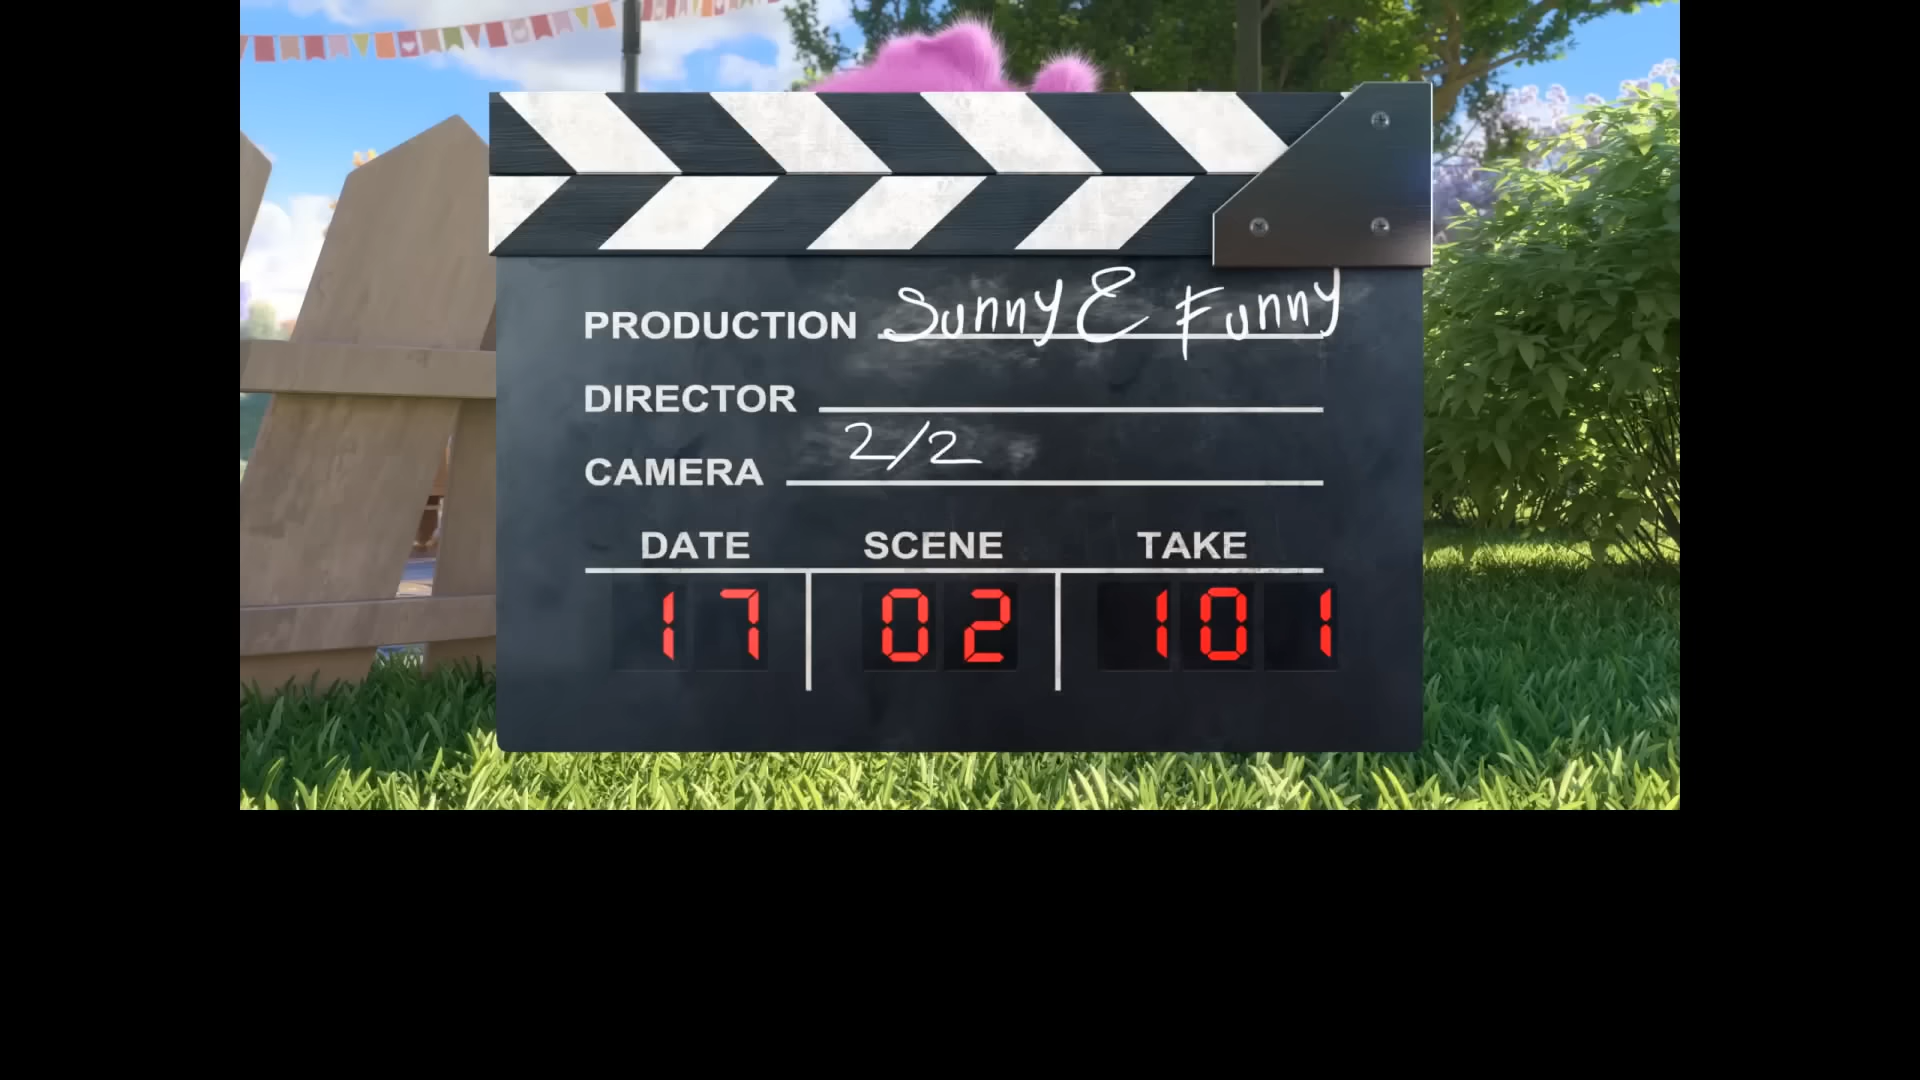 PRODUCTION Sunny & Funny
DIRECTOR
CAMERA 2/2
DATE SCENE TAKE
17 02 101